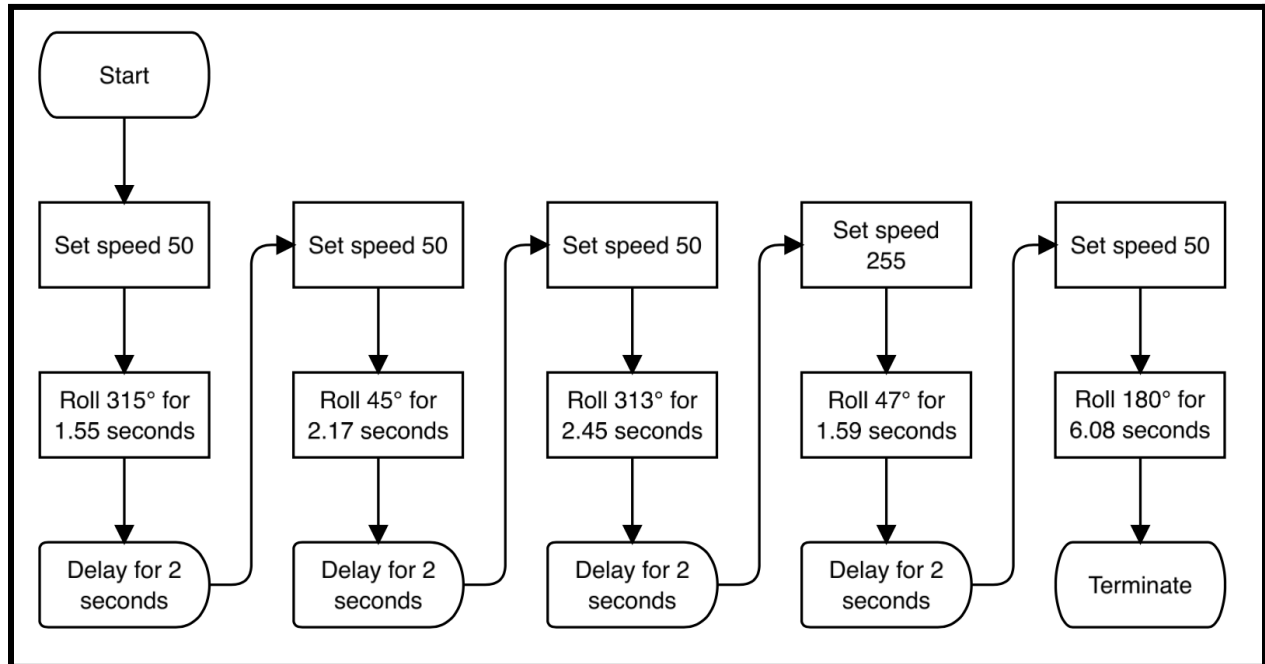 Start
Set speed 50
Roll 315° for
1.55 seconds
Delay for 2
seconds
Set speed 50
Roll 45° for
2.17 seconds
Delay for 2
seconds
Set speed 50
Roll 313° for
2.45 seconds
Delay for 2
seconds
Set speed
255
Roll 47° for
1.59 seconds
Delay for 2
seconds
Set speed 50
Roll 180° for
6.08 seconds
Terminate